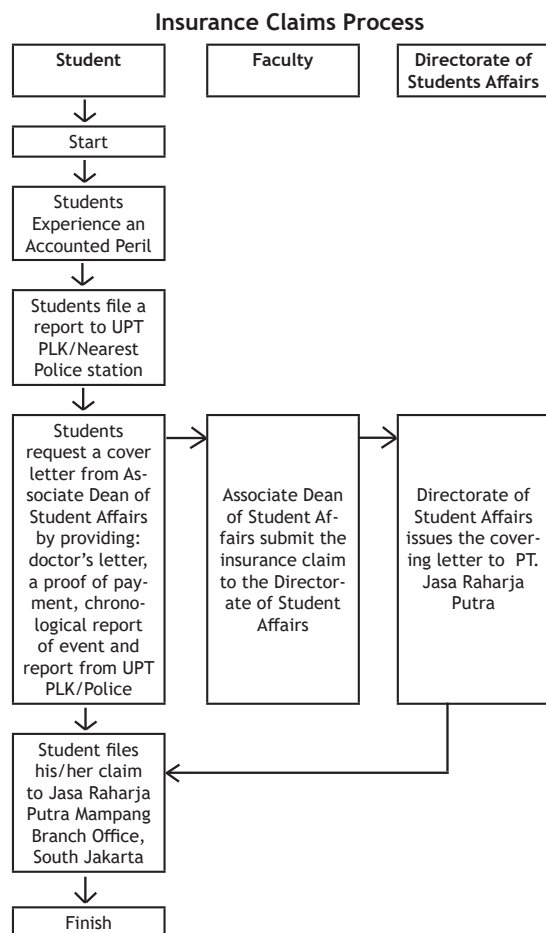 Insurance Claims Process
Student
Faculty
Directorate of
Students Affairs
Start
Students
Experience an
Accounted Peril
Students file a
report to UPT
PLK/Nearest
Police station
Students
request a cover
letter from As-
sociate Dean of
Student Affairs
by providing:
doctor's letter,
a proof of pay-
ment, chrono-
logical report
of event and
report from UPT
PLK/Police
Associate Dean
of Student Af-
fairs submit the
insurance claim
to the Director-
ate of Student
Affairs
Directorate of
Student Affairs
issues the cover-
ing letter to PT.
Jasa Raharja
Putra
Student files
his/her claim
to Jasa Raharja
Putra Mampang
Branch Office,
South Jakarta
Finish